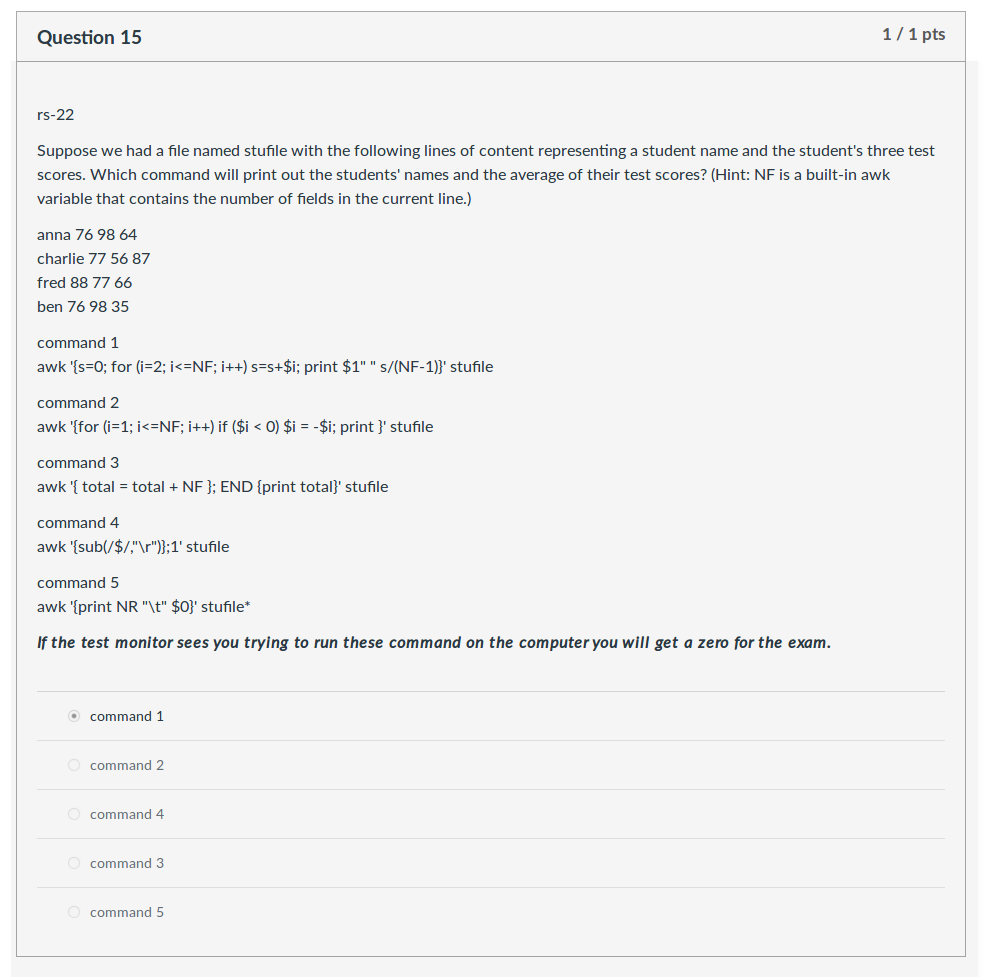 Question 15
1 / 1 pts
rs-22
Suppose we had a file named stufile with the following lines of content representing a student name and the student's three test
scores. Which command will print out the students' names and the average of their test scores? (Hint: NF is a built-in awk
variable that contains the number of fields in the current line.)
anna 76 98 64
charlie 77 56 87
fred 88 77 66
ben 76 98 35
command 1
awk '{s=0; for (i=2; i<=NF; i++) s=s+$i; print $1" " s/(NF-1)}' stufile
command 2
awk '{for (i=1; i<=NF; i++) if ($i < 0) $i = -$i; print }' stufile
command 3
awk '{ total = total + NF }; END {print total}' stufile
command 4
awk '{sub(/$/,"\r")};1' stufile
command 5
awk '{print NR "\t" $0}' stufile*
If the test monitor sees you trying to run these command on the computer you will get a zero for the exam.
command 1
command 2
command 4
command 3
command 5